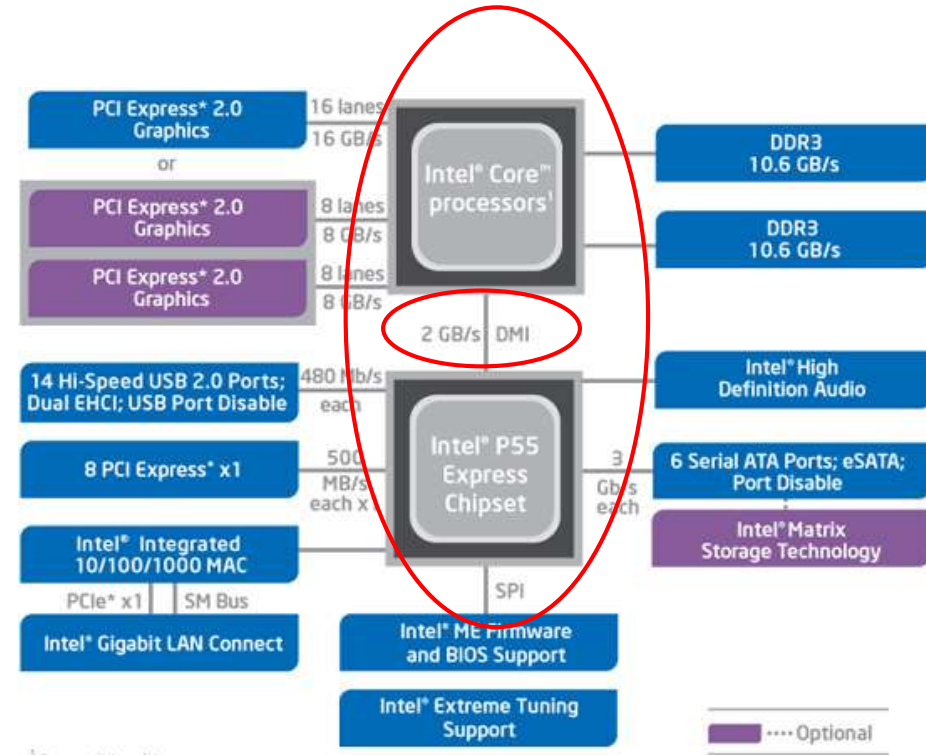 PCI Express* 2.0
Graphics
16 lanes
16 GB/s
or
PCI Express* 2.0
Graphics
8 lanes
8 GB/s
PCI Express* 2.0
Graphics
8 lanes
8 GB/s
Intel® Core™
processors¹
DDR3
10.6 GB/s
DDR3
10.6 GB/s
2 GB/s DMI
14 Hi-Speed USB 2.0 Ports;
Dual EHCI; USB Port Disable
480 Mb/s
each
Intel® High
Definition Audio
8 PCI Express* x1
500
MB/s
each x1
Intel® P55
Express
Chipset
3
Gb/s
each
6 Serial ATA Ports; eSATA;
Port Disable
Intel® Matrix
Storage Technology
Intel® Integrated
10/100/1000 MAC
PCIe* x1
SM Bus
Intel® Gigabit LAN Connect
SPI
Intel® ME Firmware
and BIOS Support
Intel® Extreme Tuning
Support
Optional